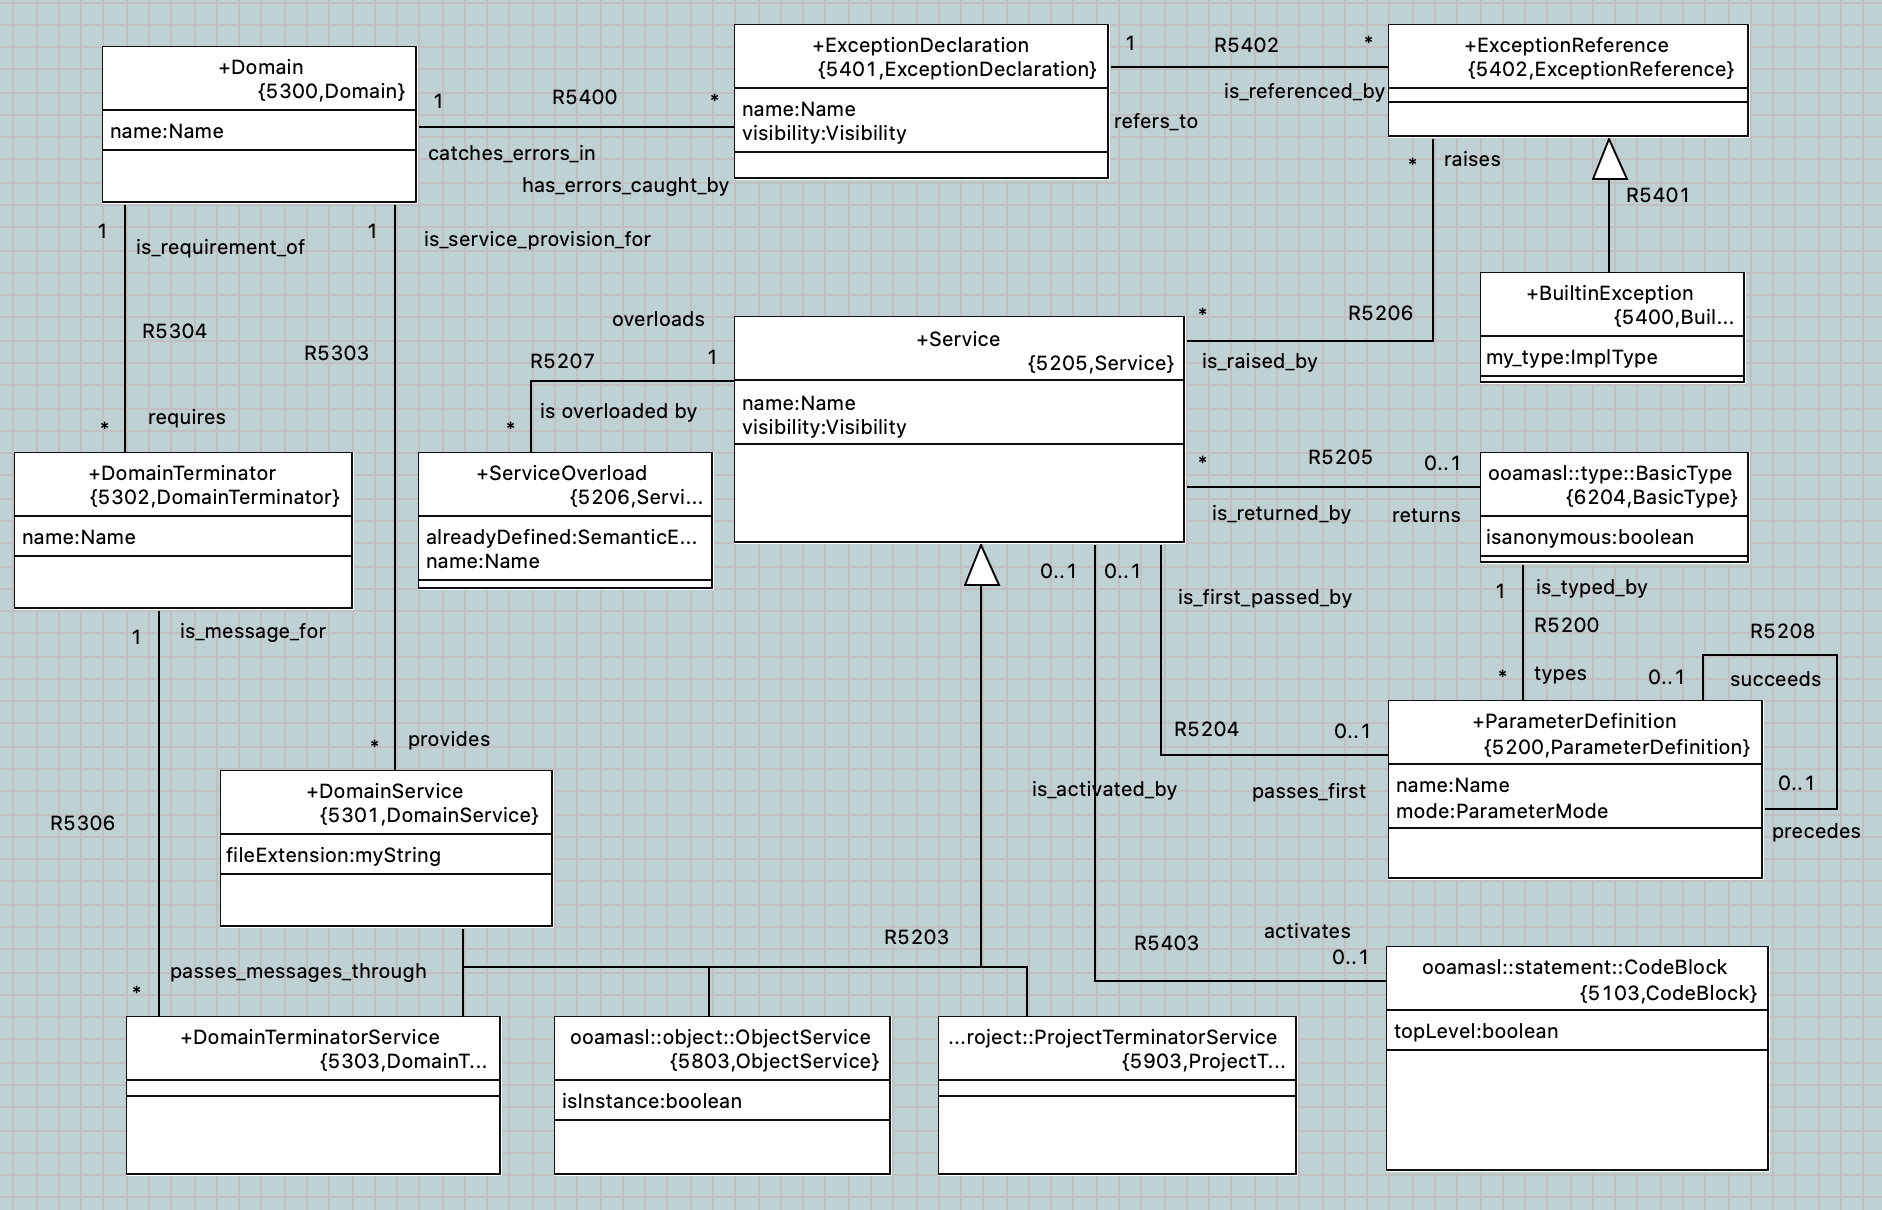 +Domain
{5300,Domain}
name:Name
1
R5400
*
catches_errors_in
has_errors_caught_by
+ExceptionDeclaration
{5401,ExceptionDeclaration}
name:Name
visibility:Visibility
1
R5402
*
is_referenced_by
refers_to
+ExceptionReference
{5402,ExceptionReference}
*
raises
R5401
1
is_requirement_of
1
is_service_provision_for
R5304
R5303
requires
*
overloads
R5207
1
is overloaded by
*
+Service
{5205,Service}
name:Name
visibility:Visibility
*
R5206
is_raised_by
+BuiltinException
{5400,Buil...
my_type:ImplType
+DomainTerminator
{5302,DomainTerminator}
name:Name
+ServiceOverload
{5206,Servi...
alreadyDefined:SemanticE...
name:Name
*
R5205
0..1
is_returned_by
returns
ooamasl::type::BasicType
{6204,BasicType}
isanonymous:boolean
1
is_message_for
0..1
0..1
is_first_passed_by
1
is_typed_by
R5200
*
types
R5208
0..1
succeeds
R5204
0..1
passes_first
+ParameterDefinition
{5200,ParameterDefinition}
name:Name
mode:ParameterMode
0..1
precedes
*
provides
R5306
+DomainService
{5301,DomainService}
fileExtension:myString
is_activated_by
R5203
passes_messages_through
*
R5403
activates
0..1
ooamasl::statement::CodeBlock
{5103,CodeBlock}
topLevel:boolean
+DomainTerminatorService
{5303,DomainT...
ooamasl::object::ObjectService
{5803,ObjectService}
isInstance:boolean
...roject::ProjectTerminatorService
{5903,ProjectT...